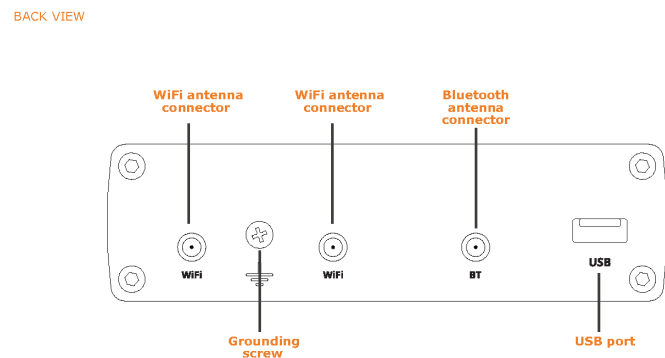 BACK VIEW
WiFi antenna
connector
WiFi antenna
connector
Bluetooth
antenna
connector
WiFi
WiFi
BT
USB
Grounding
screw
USB port